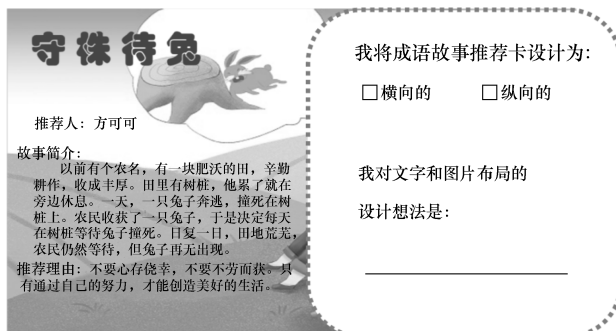 守株待兔
推荐人：方可可
故事简介：
以前有个农名，有一块肥沃的田，辛勤
耕作，收成丰厚。田里有树桩，他累了就在
旁边休息。一天，一只兔子奔逃，撞死在树
桩上。农民收获了一只兔子，于是决定每天
在树桩等待兔子撞死。日复一日，田地荒芜，
农民仍然等待，但兔子再无出现。
推荐理由：不要心存侥幸，不要不劳而获。只
有通过自己的努力，才能创造美好的生活。
我将成语故事推荐卡设计为：
□横向的 □纵向的
我对文字和图片布局的
设计想法是：